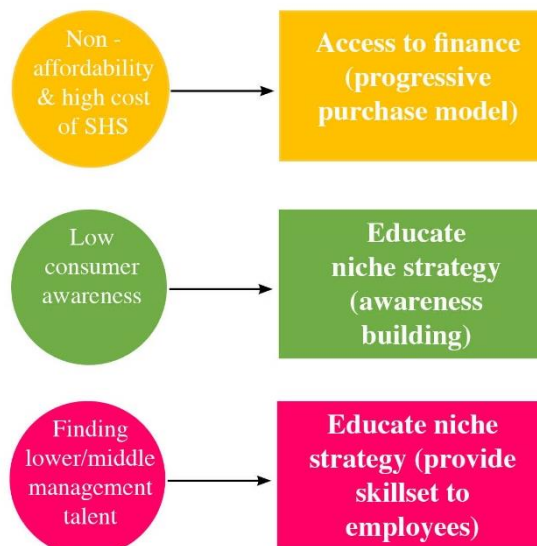 Non -
affordability
& high cost
of SHS
Access to finance
(progressive
purchase model)
Low
consumer
awareness
Educate
niche strategy
(awareness
building)
Finding
lower/middle
management
talent
Educate niche
strategy (provide
skillset to
employees)